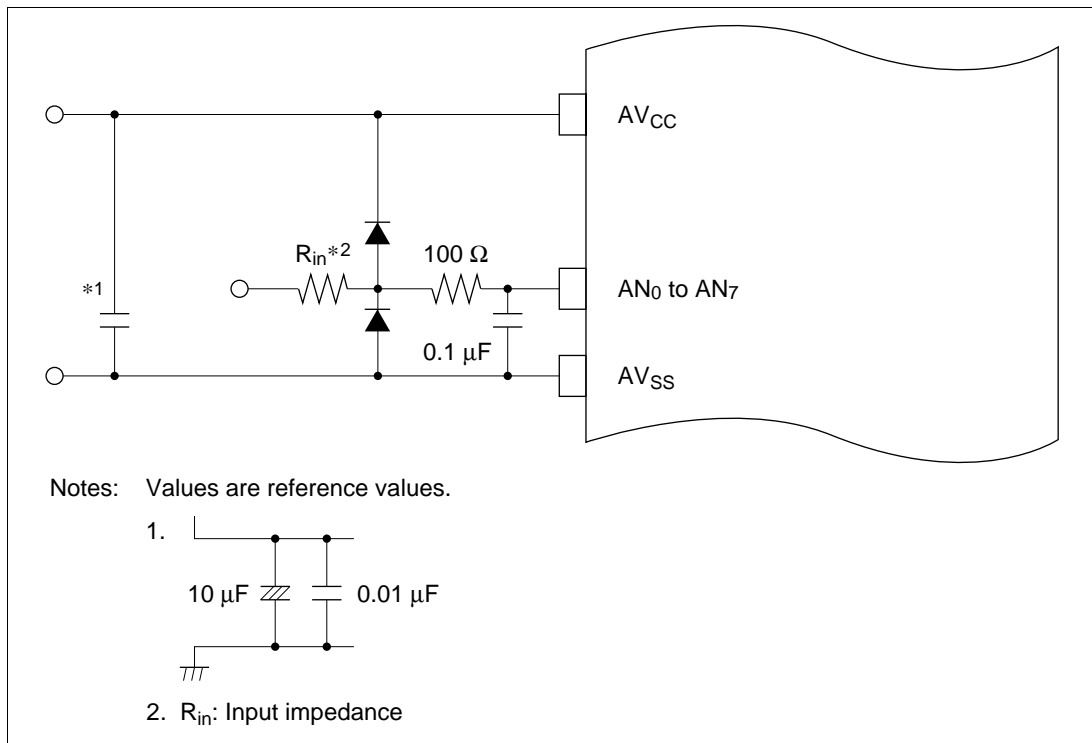 AVCC
Rin*2
100 Ω
*1
AN0 to AN7
0.1 μF
AVSS
Notes: Values are reference values.
1.
10 μF
0.01 μF
2. Rin: Input impedance